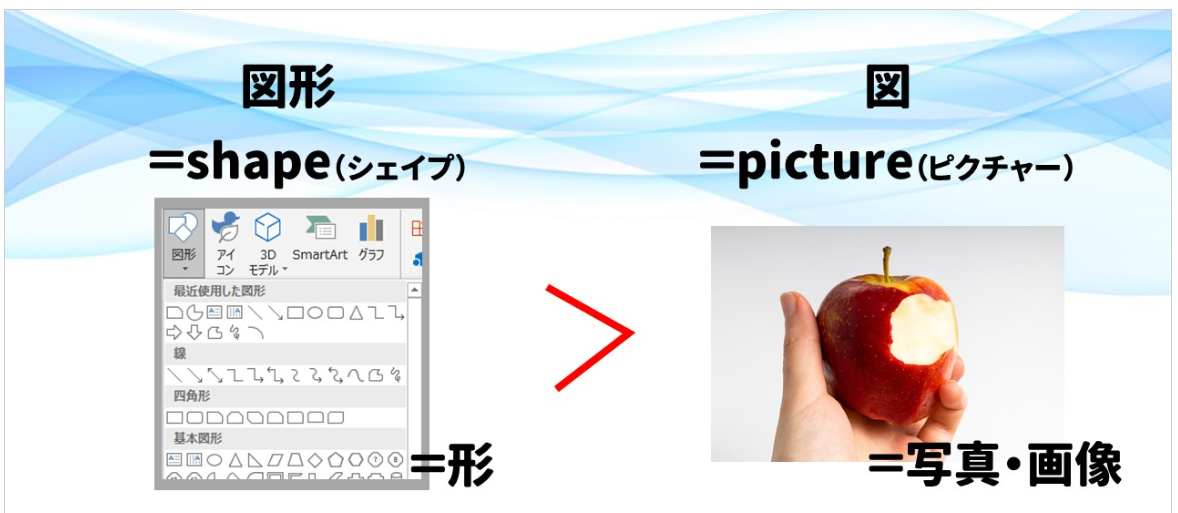 図形
=shape(シェイプ)
図
=picture(ピクチャー)
図形
アイコン
3Dモデル
SmartArt
グラフ
最近使用した図形
線
四角形
基本図形
=形
=写真・画像